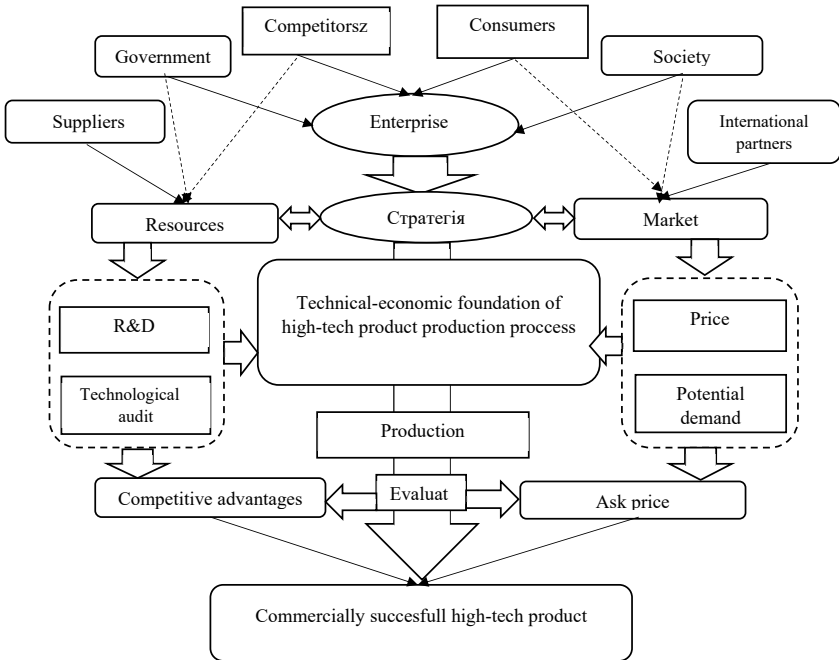 Competitorsz
Consumers
Government
Society
Suppliers
Enterprise
International
partners
Resources
Стратегія
Market
R&D
Technical-economic foundation of
high-tech product production proccess
Price
Technological
audit
Potential
demand
Production
Competitive advantages
Evaluat
Ask price
Commercially succesfull high-tech product